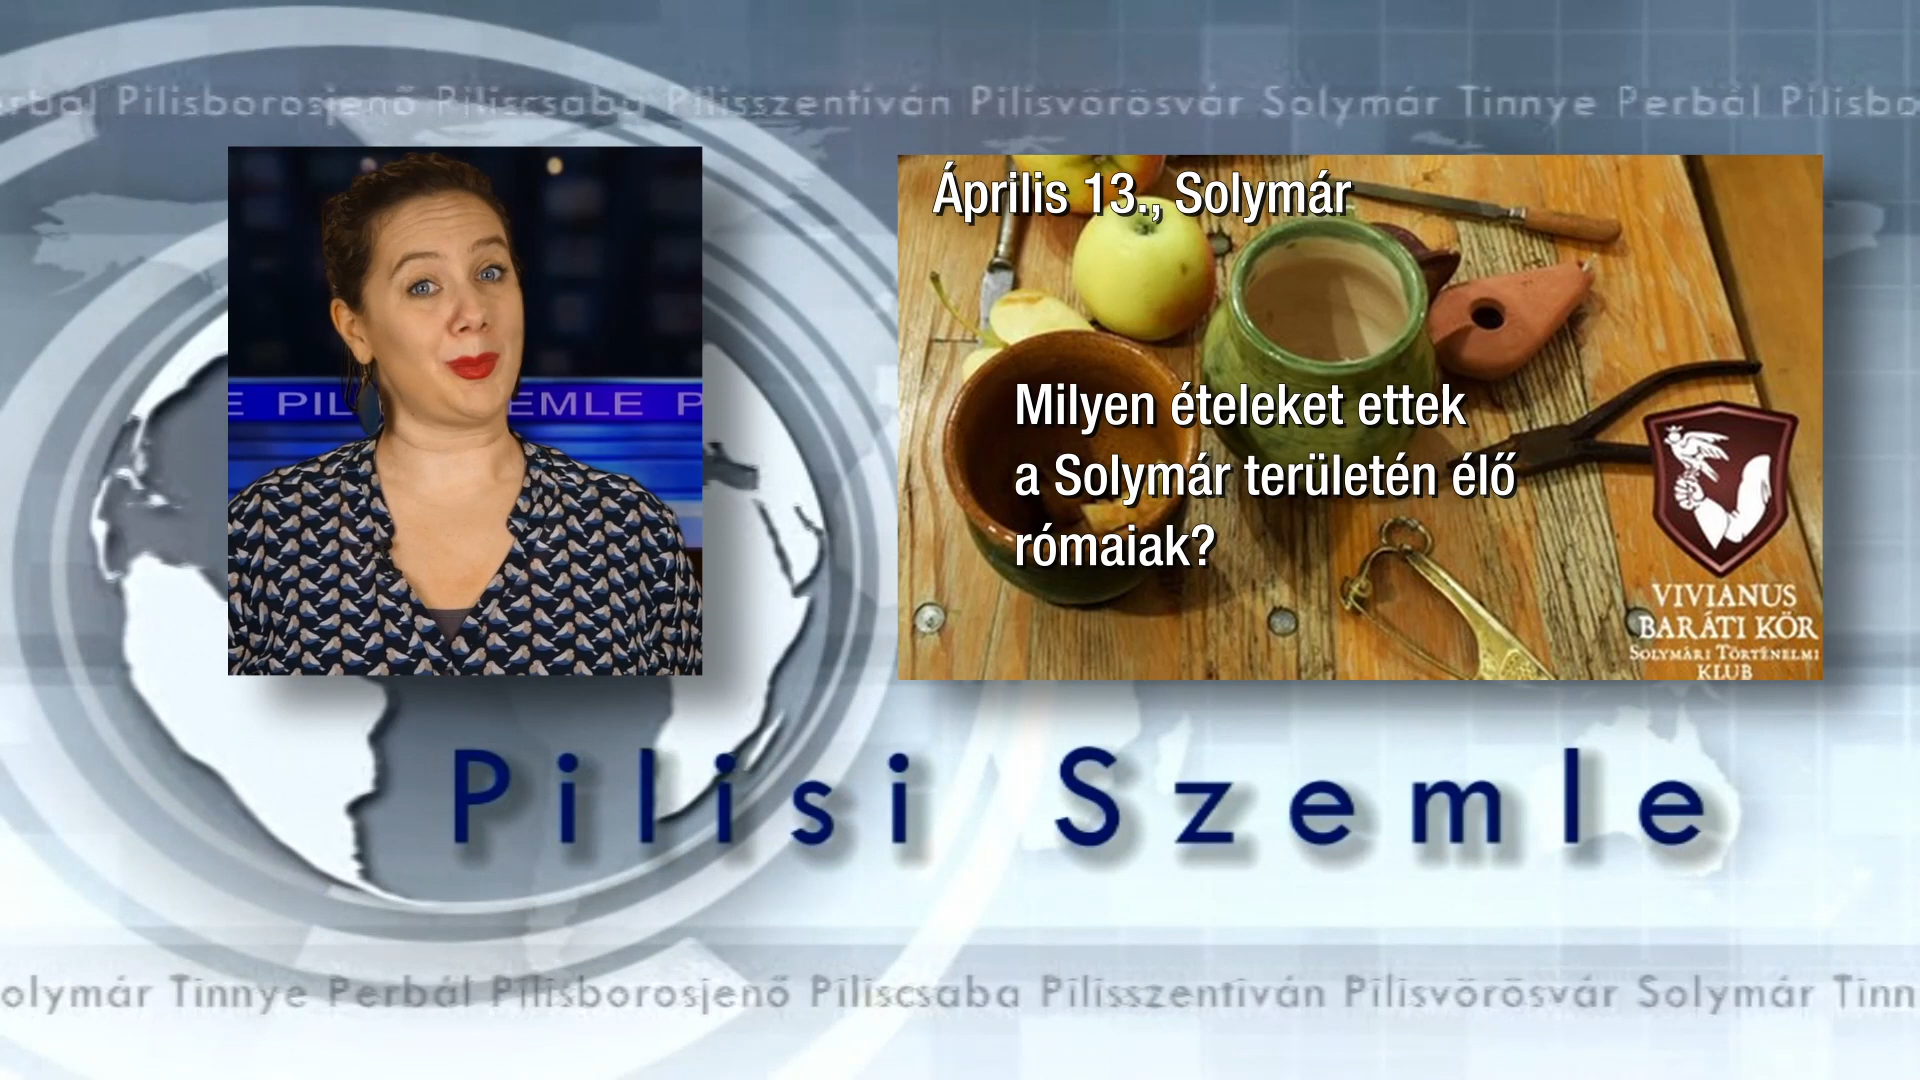 Pilisborosjenő Piliscsaba Pilisszentiván Pilisvörösvár Solymár Tinnye Perbál
Április 13., Solymár
Milyen ételeket ettek
a Solymár területén élő
rómaiak?
PIL EMLE P
VIVIANUS
BARÁTI KÖR
SOLYMÁRI TÖRTÉNELMI
KLUB
Pilisi Szemle
Tinnye Perbál Pilisborosjenő Piliscsaba Pilisszentiván Pilisvörösvár Solymár